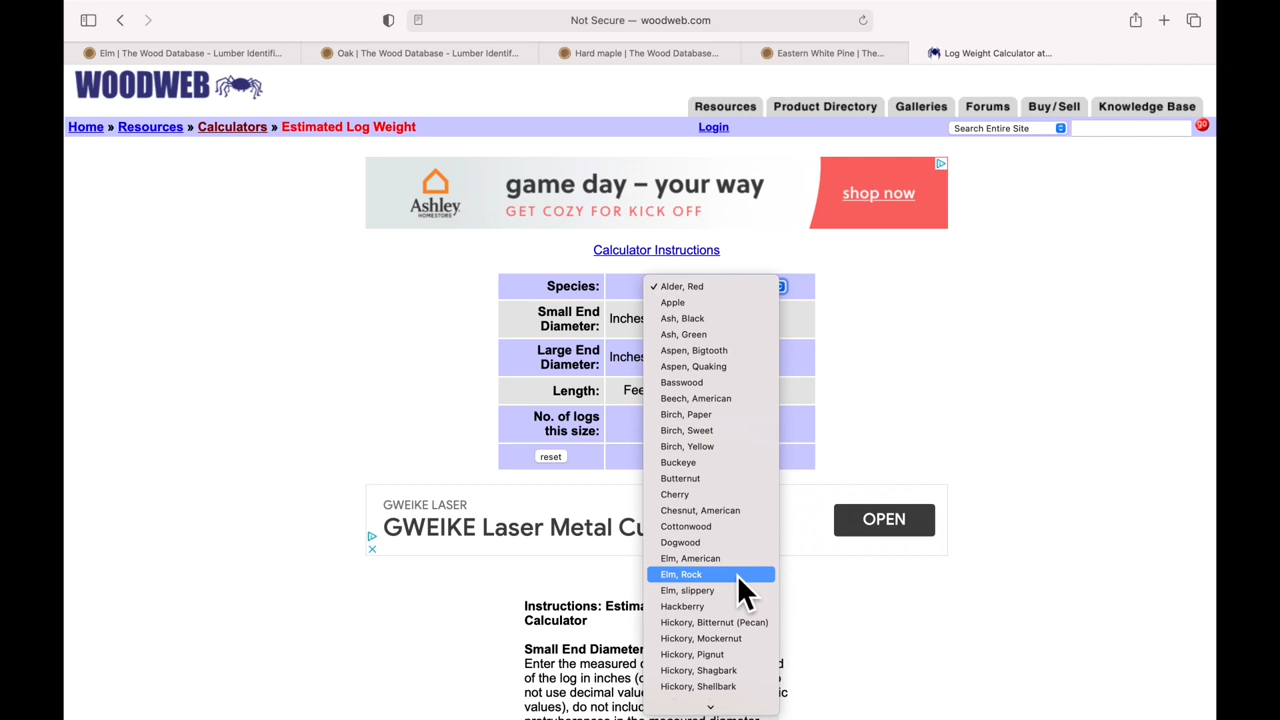 Not Secure — woodweb.com
Elm | The Wood Database - Lumber Identifi...
Oak | The Wood Database - Lumber Identif...
Hard maple | The Wood Database...
Eastern White Pine | The...
Log Weight Calculator at...
WOODWEB
Resources
Product Directory
Galleries
Forums
Buy/Sell
Knowledge Base
Home » Resources » Calculators » Estimated Log Weight
Login
Search Entire Site
go
Ashley
HOMESTORE
game day – your way
GET COZY FOR KICK OFF
shop now
Calculator Instructions
Species:
Small End
Diameter:
Inches
Large End
Diameter:
Inches
Length:
Fee
No. of logs
this size:
reset
✓ Alder, Red
Apple
Ash, Black
Ash, Green
Aspen, Bigtooth
Aspen, Quaking
Basswood
Beech, American
Birch, Paper
Birch, Sweet
Birch, Yellow
Buckeye
Butternut
Cherry
Chesnut, American
Cottonwood
Dogwood
Elm, American
Elm, Rock
Elm, slippery
Hackberry
Hickory, Bitternut (Pecan)
Hickory, Mockernut
Hickory, Pignut
Hickory, Shagbark
Hickory, Shellbark
GWEIKE LASER
GWEIKE Laser Metal Cu
OPEN
Instructions: Estima
Calculator
Small End Diameter
Enter the measured
of the log in inches (
not use decimal value
values), do not includ